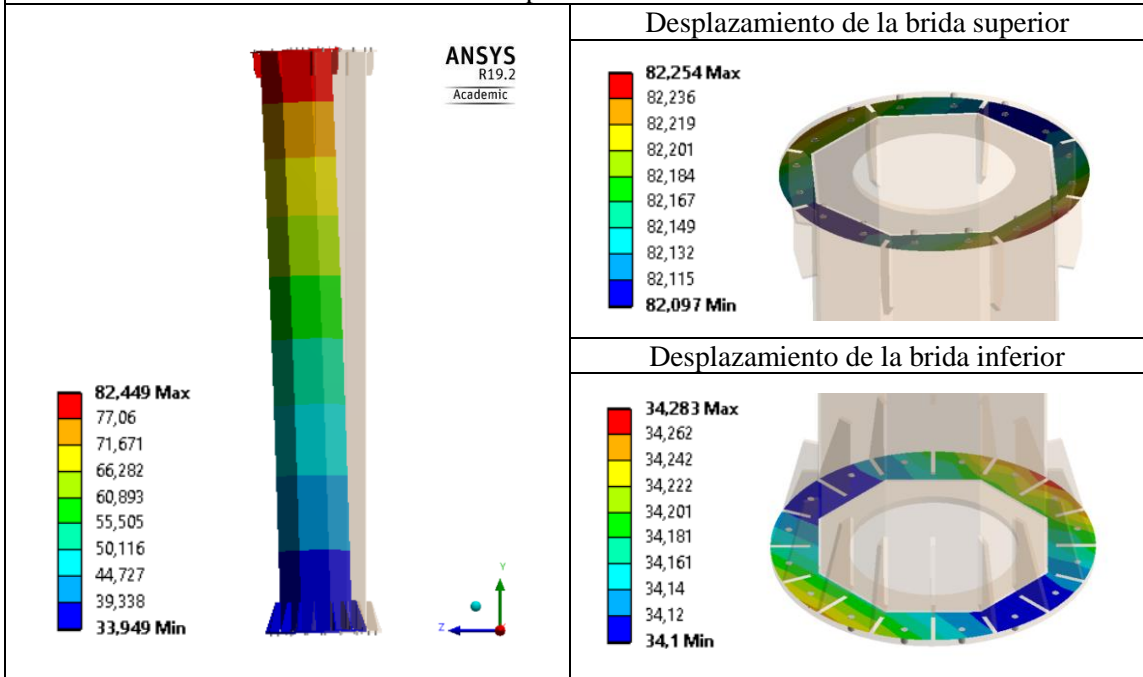 ANSYS
R19.2
Academic
82,449 Max
77,06
71,671
66,282
60,893
55,505
50,116
44,727
39,338
33,949 Min
Y
Z
Desplazamiento de la brida superior
82,254 Max
82,236
82,219
82,201
82,184
82,167
82,149
82,132
82,115
82,097 Min
Desplazamiento de la brida inferior
34,283 Max
34,262
34,242
34,222
34,201
34,181
34,161
34,14
34,12
34,1 Min